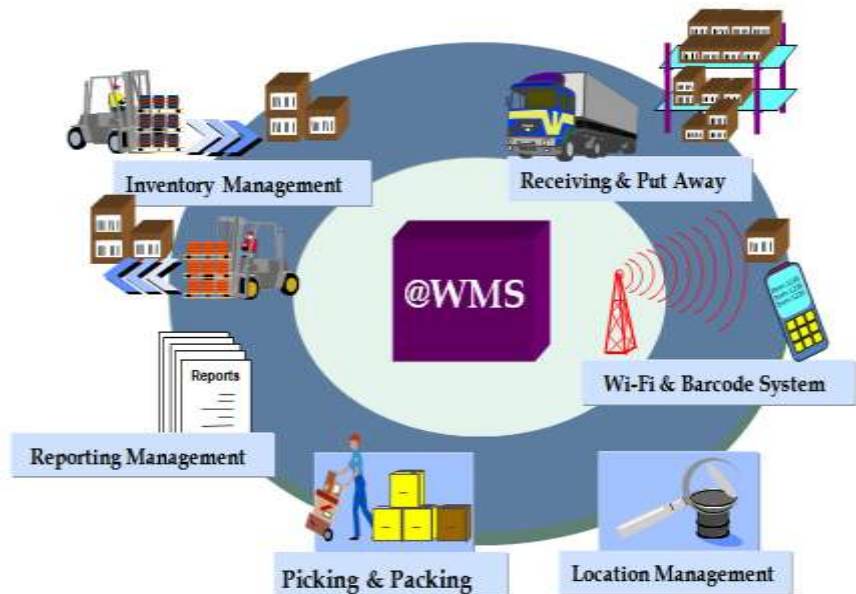 Inventory Management
Receiving & Put Away
@WMS
Wi-Fi & Barcode System
Reports
Reporting Management
Picking & Packing
Location Management